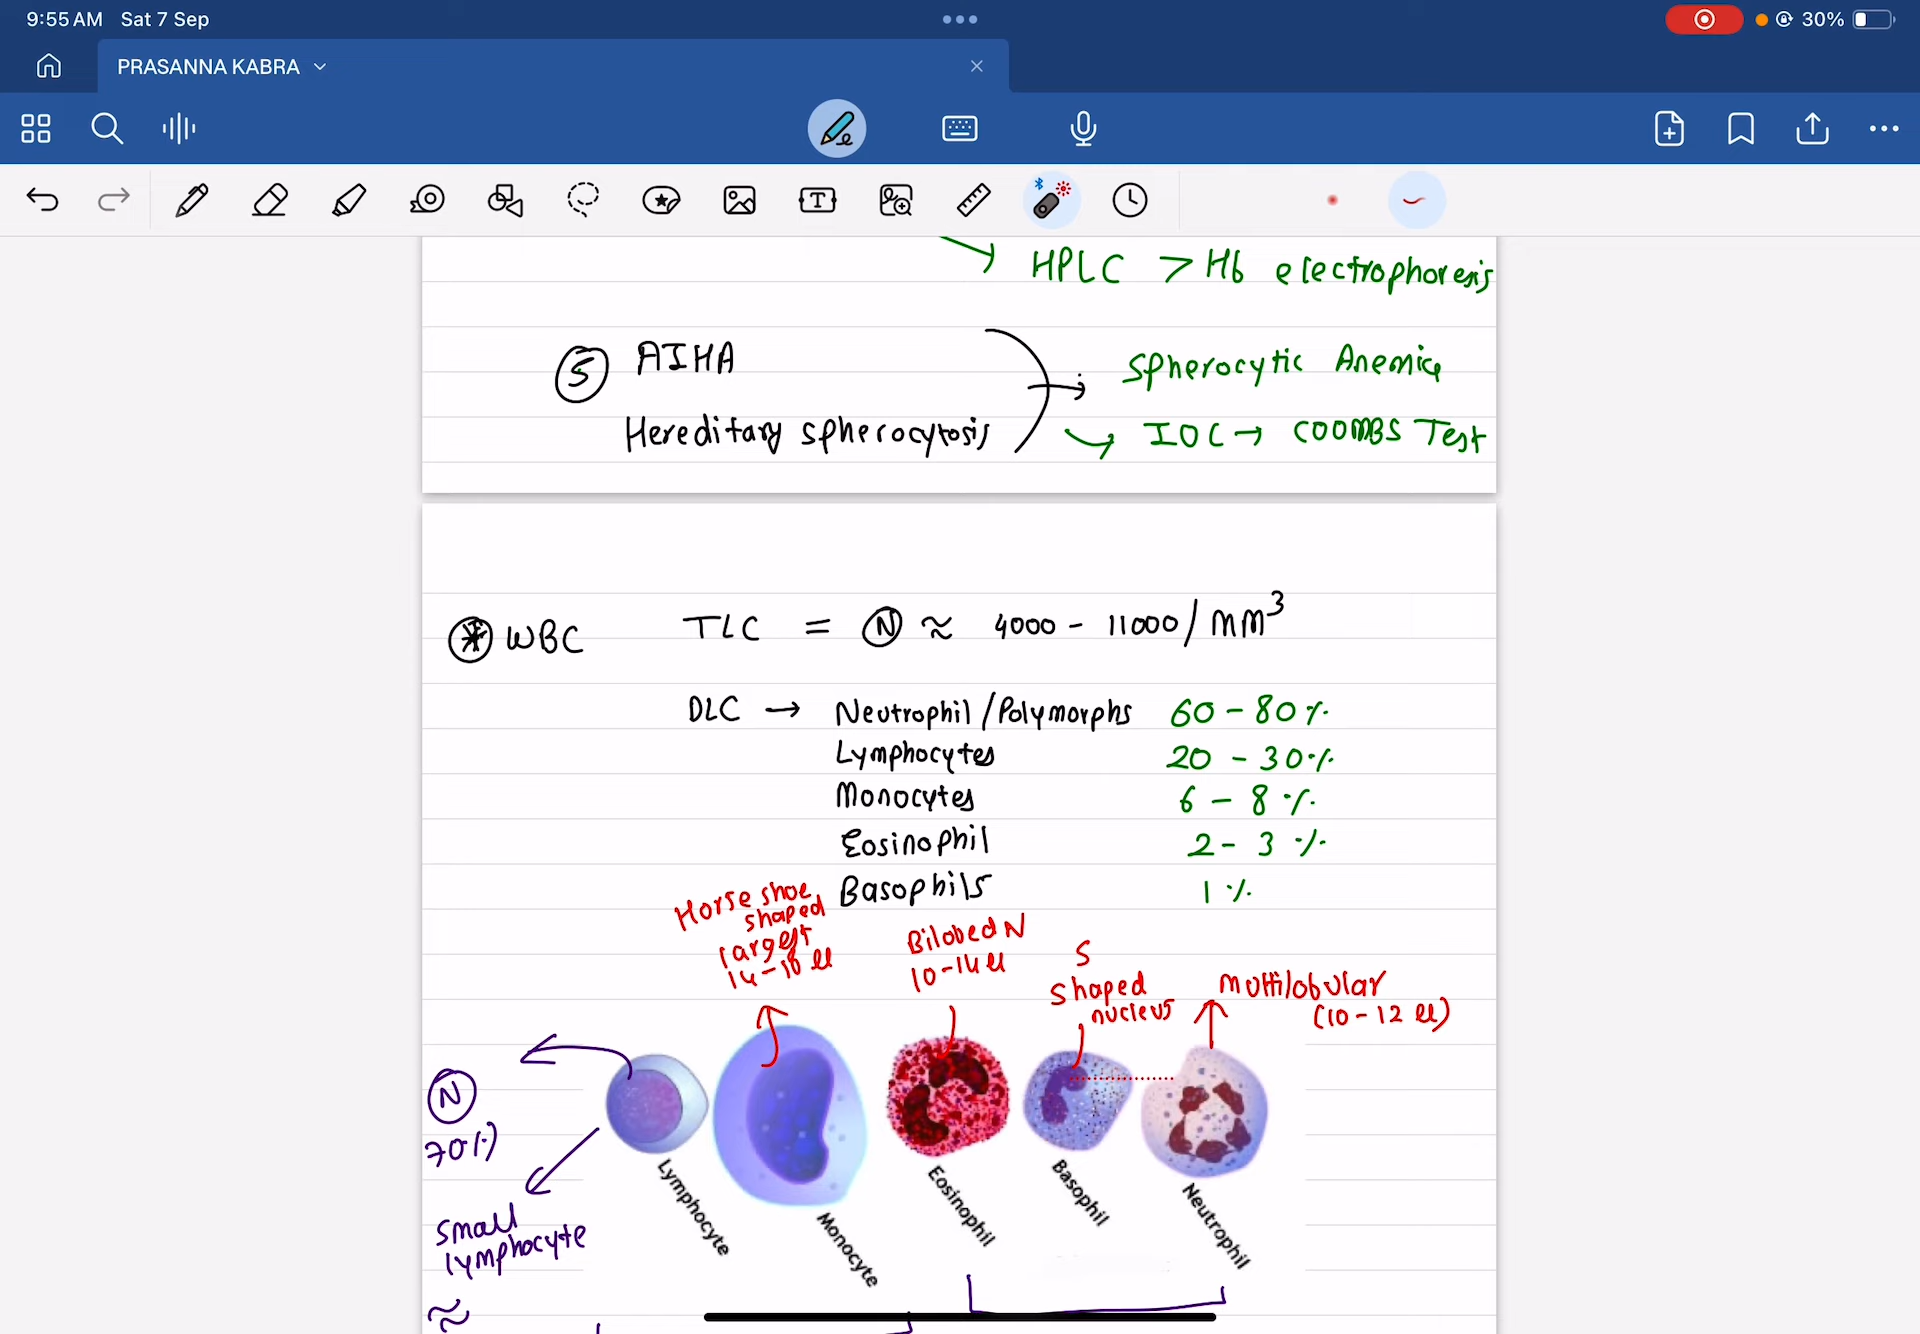 9:55 AM Sat 7 Sep
30%
PRASANNA KABRA
HPLC > Hb electrophoresis
5 AIHA
Spherocytic Anemia
Hereditary spherocytosis
IOC → COOMBS Test
WBC TLC = N ≈ 4000 - 11000/mm³
DLC → Neutrophil/Polymorphs 60 - 80%
Lymphocytes 20 - 30%
Monocytes 6 - 8%
Eosinophil 2 - 3%
Basophils 1%
Horse shoe
shaped
largest
Bilobed N
10-14 μ
S
shaped
nucleus
Multilobular
(10-12 μ)
N
70%
Small
lymphocyte
≈
Lymphocyte
Monocyte
Eosinophil
Basophil
Neutrophil